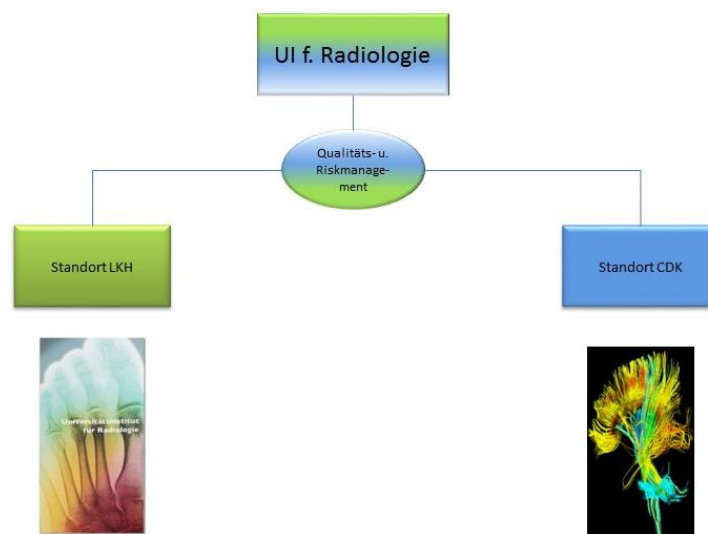 UI f. Radiologie
Qualitäts- u.
Riskmanage-
ment
Standort LKH
Standort CDK
Universitätsinstitut
für Radiologie